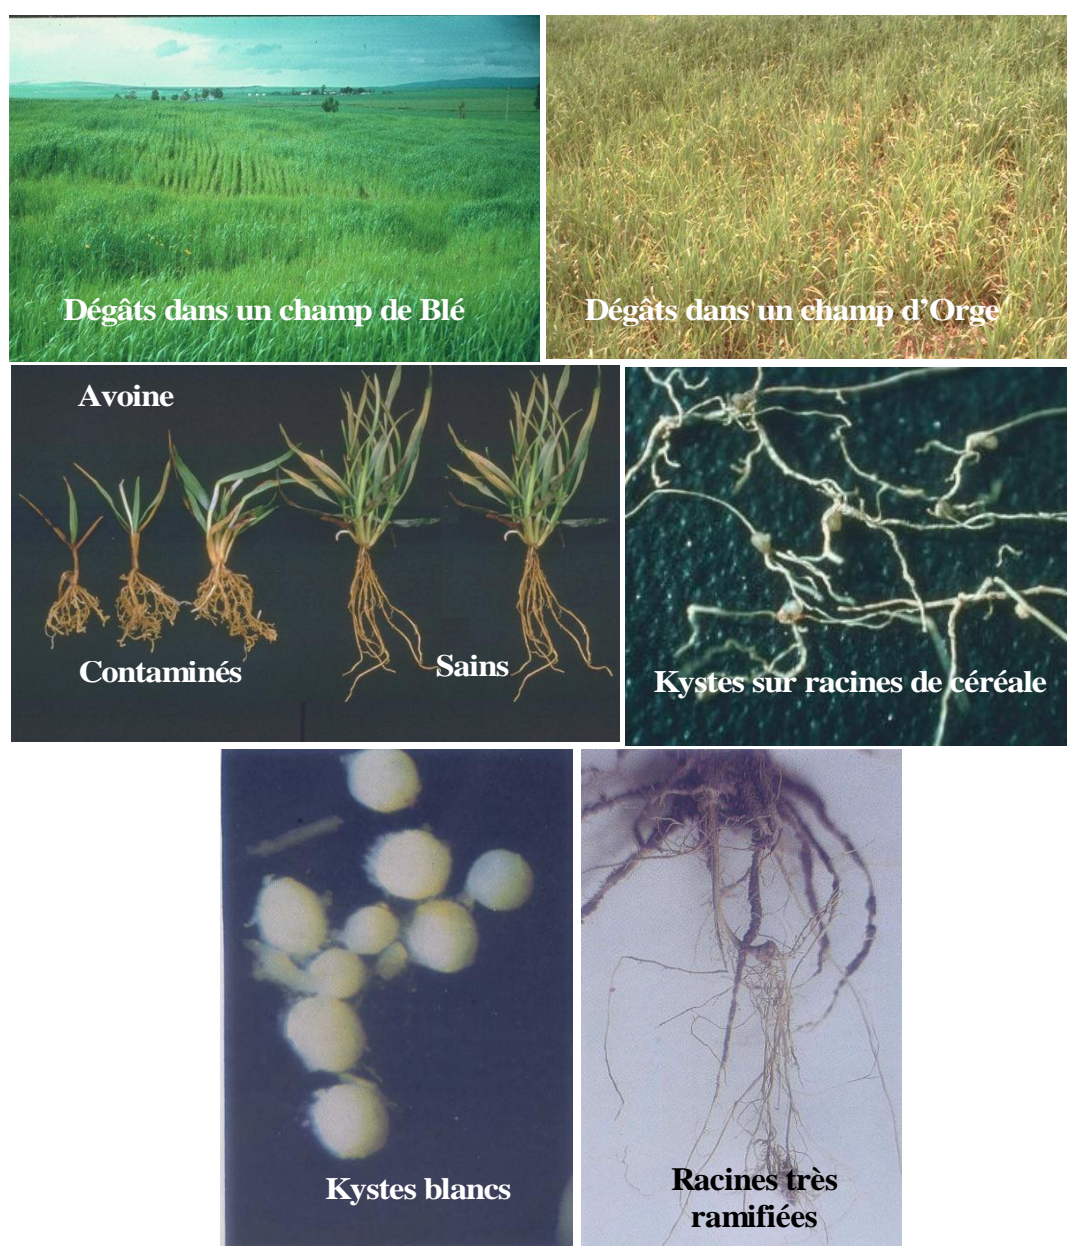 Dégâts dans un champ de Blé
Dégâts dans un champ d’Orge
Avoine
Contaminés
Sains
Kystes sur racines de céréale
Kystes blancs
Racines très
ramifiées